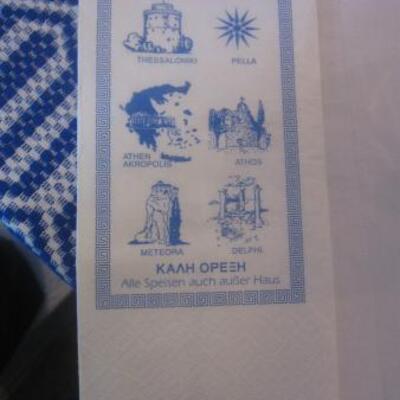 THESSALONIKI PELLA
ATHEN
AKROPOLIS ATHOS
METEORA DELPHI
ΚΑΛΗ ΟΡΕΞΗ
Alle Speisen auch außer Haus